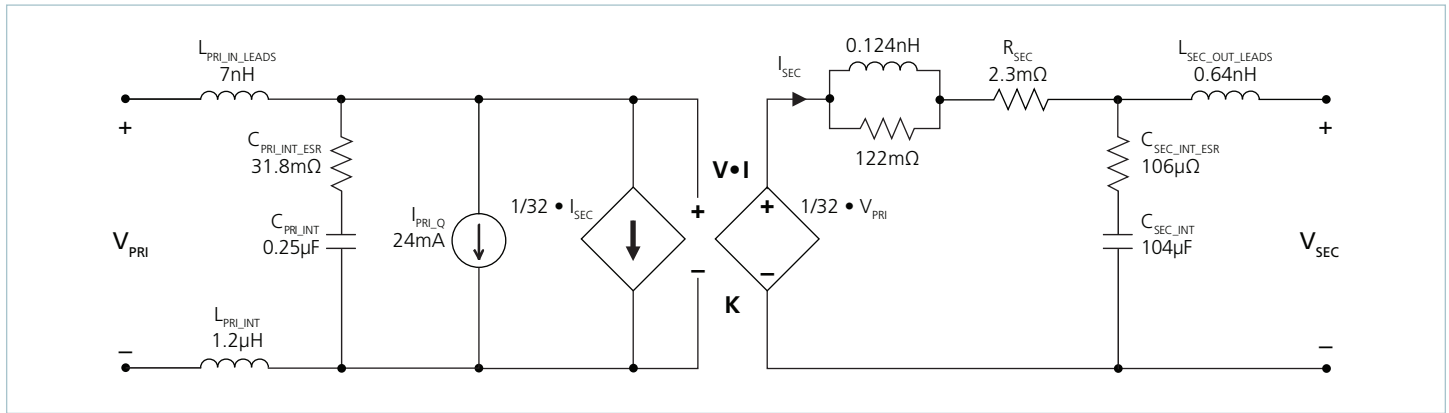 L_PRI_IN_LEADS
7nH
+
C_PRI_INT_ESR
31.8mΩ
C_PRI_INT
0.25µF
V_PRI
L_PRI_INT
1.2µH
–
I_PRI_Q
24mA
1/32 • I_SEC
+
–
V•I
K
+
–
1/32 • V_PRI
I_SEC
0.124nH
122mΩ
R_SEC
2.3mΩ
L_SEC_OUT_LEADS
0.64nH
C_SEC_INT_ESR
106µΩ
C_SEC_INT
104µF
+
V_SEC
–